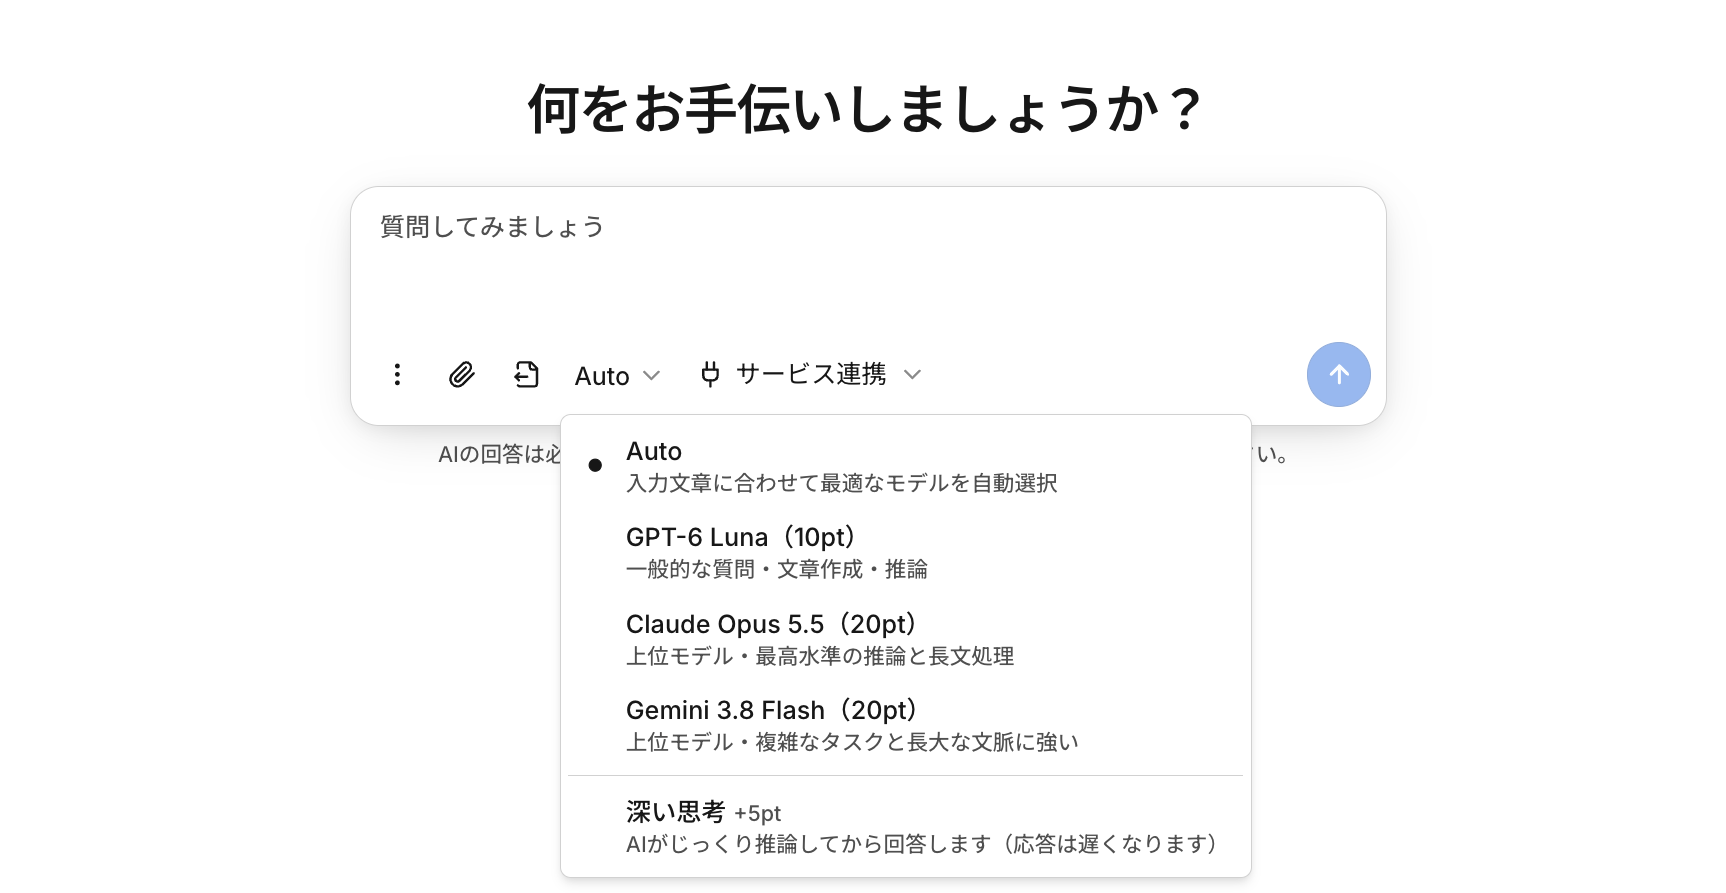 何をお手伝いしましょうか？
質問してみましょう
Auto
サービス連携
AIの回答は
い。
Auto
入力文章に合わせて最適なモデルを自動選択
GPT-6 Luna（10pt）
一般的な質問・文章作成・推論
Claude Opus 5.5（20pt）
上位モデル・最高水準の推論と長文処理
Gemini 3.8 Flash（20pt）
上位モデル・複雑なタスクと長大な文脈に強い
深い思考 +5pt
AIがじっくり推論してから回答します（応答は遅くなります）